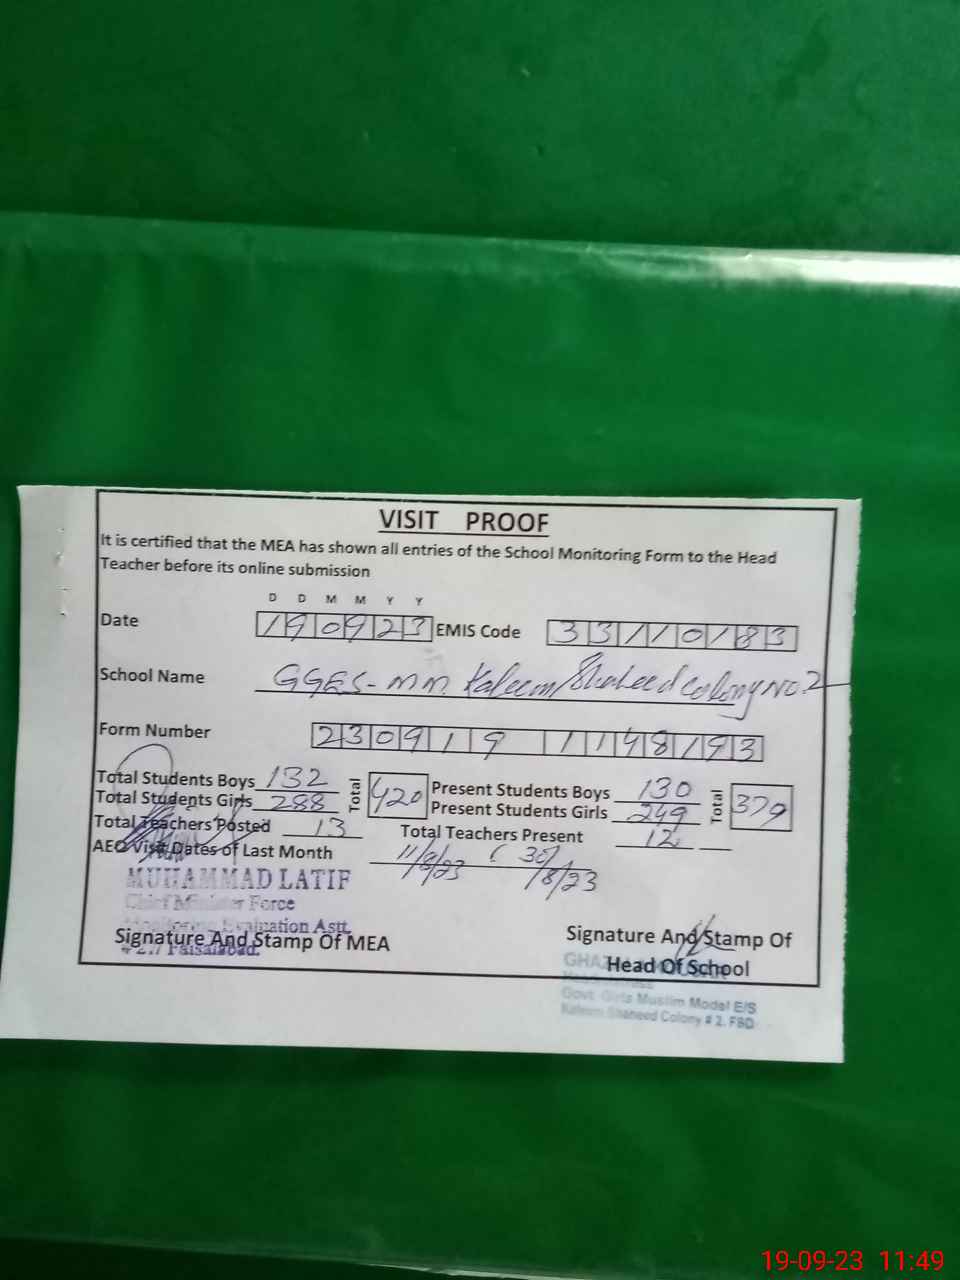 VISIT PROOF
It is certified that the MEA has shown all entries of the School Monitoring Form to the Head
Teacher before its online submission
D D M M Y Y
Date 190923 EMIS Code 33110183
School Name GGES-MM. Kaleem Shaheed colony No.2
Form Number 230919 1148193
Total Students Boys 132 Total 420 Present Students Boys 130 Total 379
Total Students Girls 288 Present Students Girls 249
Total Teachers Posted 13 Total Teachers Present 12
AEO Visit Dates of Last Month 11/8/23 ( 30/8/23
MUHAMMAD LATIF
Chief Minister Force
Monitoring Evaluation Astt.
Faisalabad.
Signature And Stamp Of MEA
Signature And Stamp Of
Head Of School
Govt. Girls Muslim Model E/S
Kaleem Shaheed Colony # 2, FBD
19-09-23 11:49